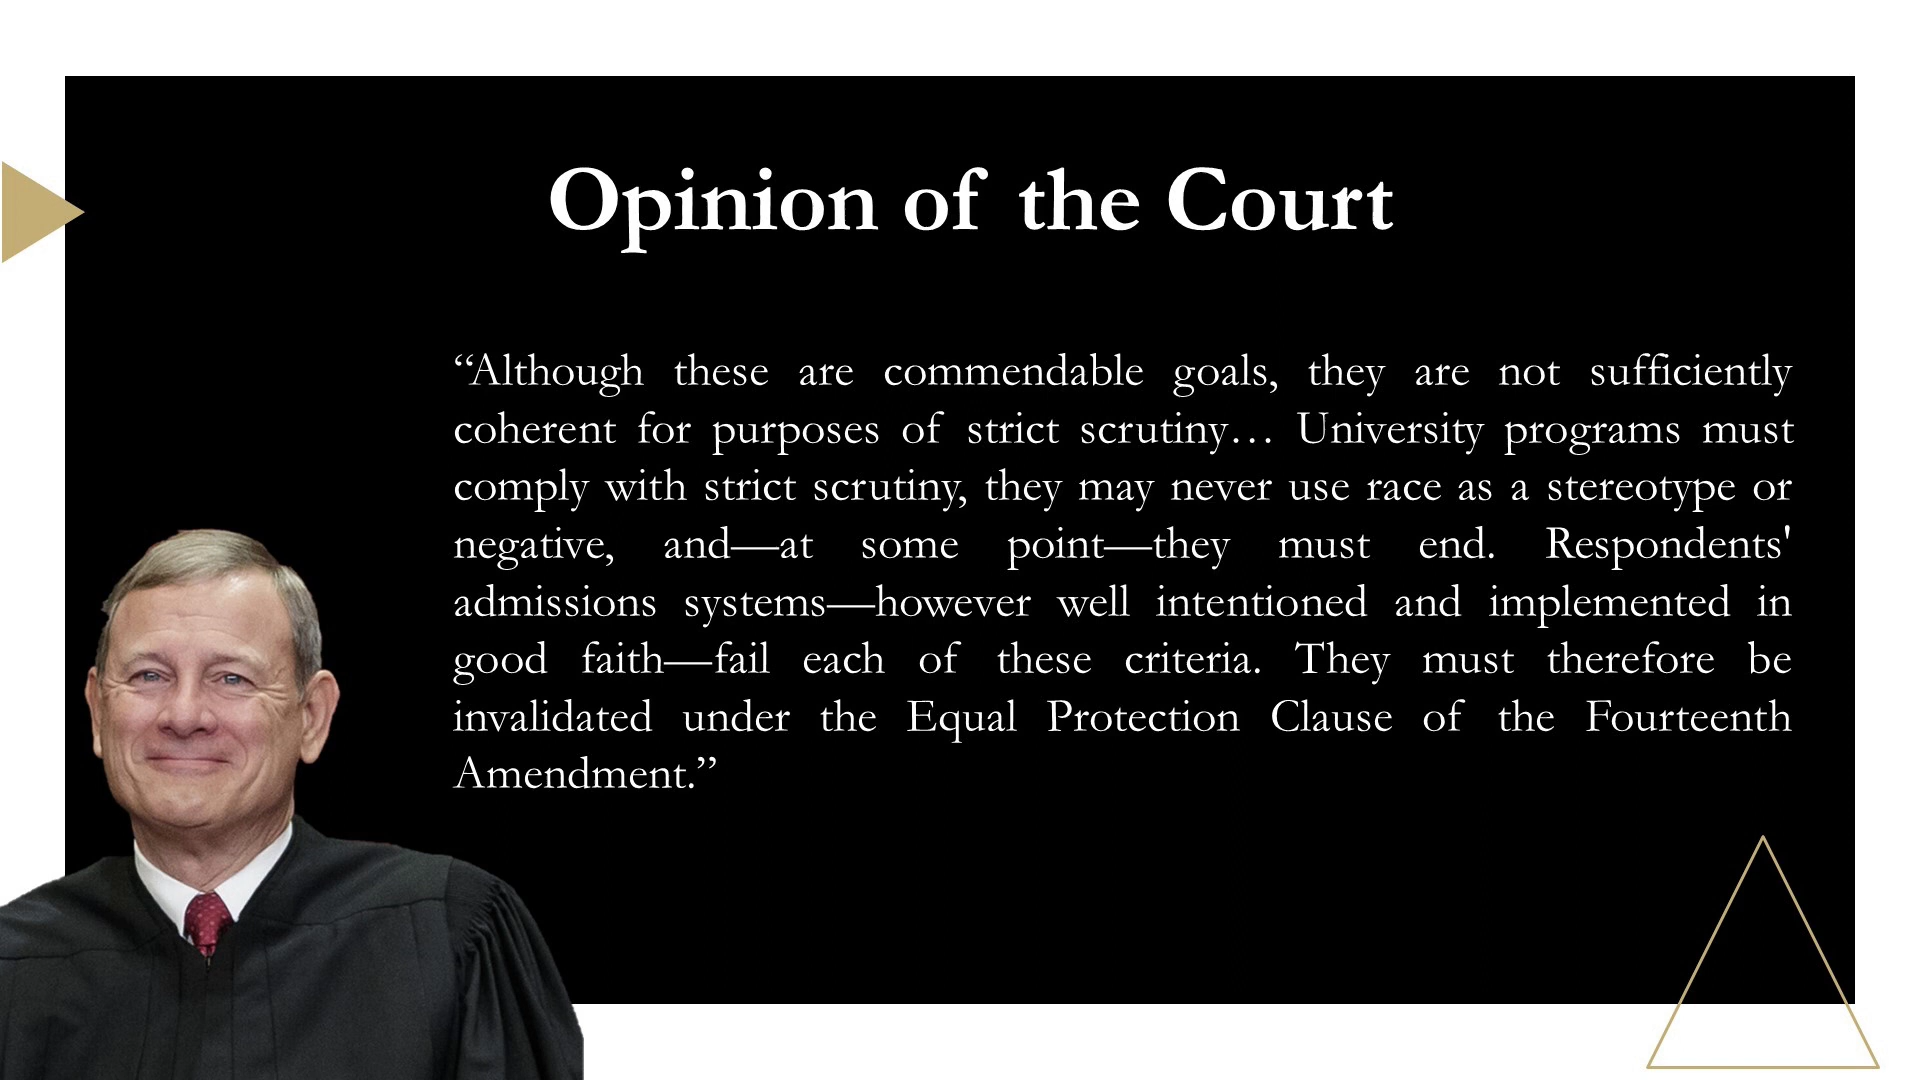 Opinion of the Court
“Although these are commendable goals, they are not sufficiently
coherent for purposes of strict scrutiny… University programs must
comply with strict scrutiny, they may never use race as a stereotype or
negative, and—at some point—they must end. Respondents'
admissions systems—however well intentioned and implemented in
good faith—fail each of these criteria. They must therefore be
invalidated under the Equal Protection Clause of the Fourteenth
Amendment.”